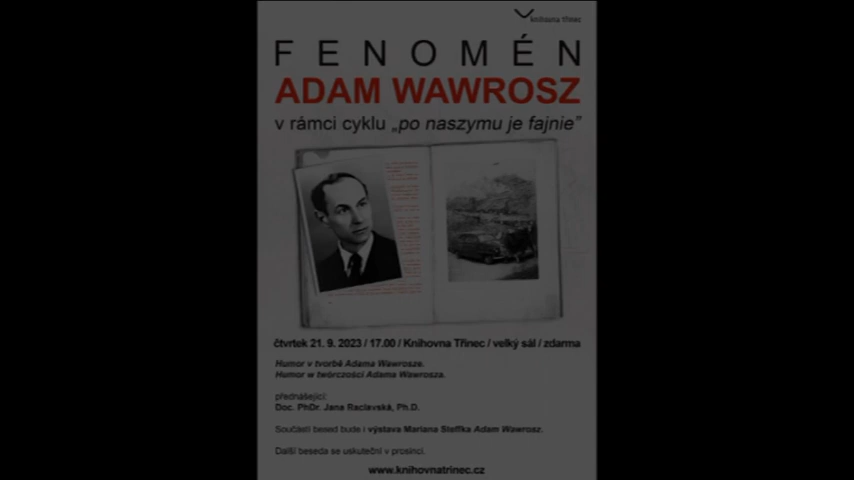 knihovna třinec
FENOMÉN
ADAM WAWROSZ
v rámci cyklu „po naszymu je fajnie”
čtvrtek 21. 9. 2023 / 17.00 / Knihovna Třinec / velký sál / zdarma
Humor v tvorbě Adama Wawrosze.
Humor w twórczości Adama Wawrosza.
přednášející:
Doc. PhDr. Jana Raclavská, Ph.D.
Součástí besed bude i výstava Mariana Steffka Adam Wawrosz.
Další beseda se uskuteční v prosinci.
www.knihovnatrinec.cz